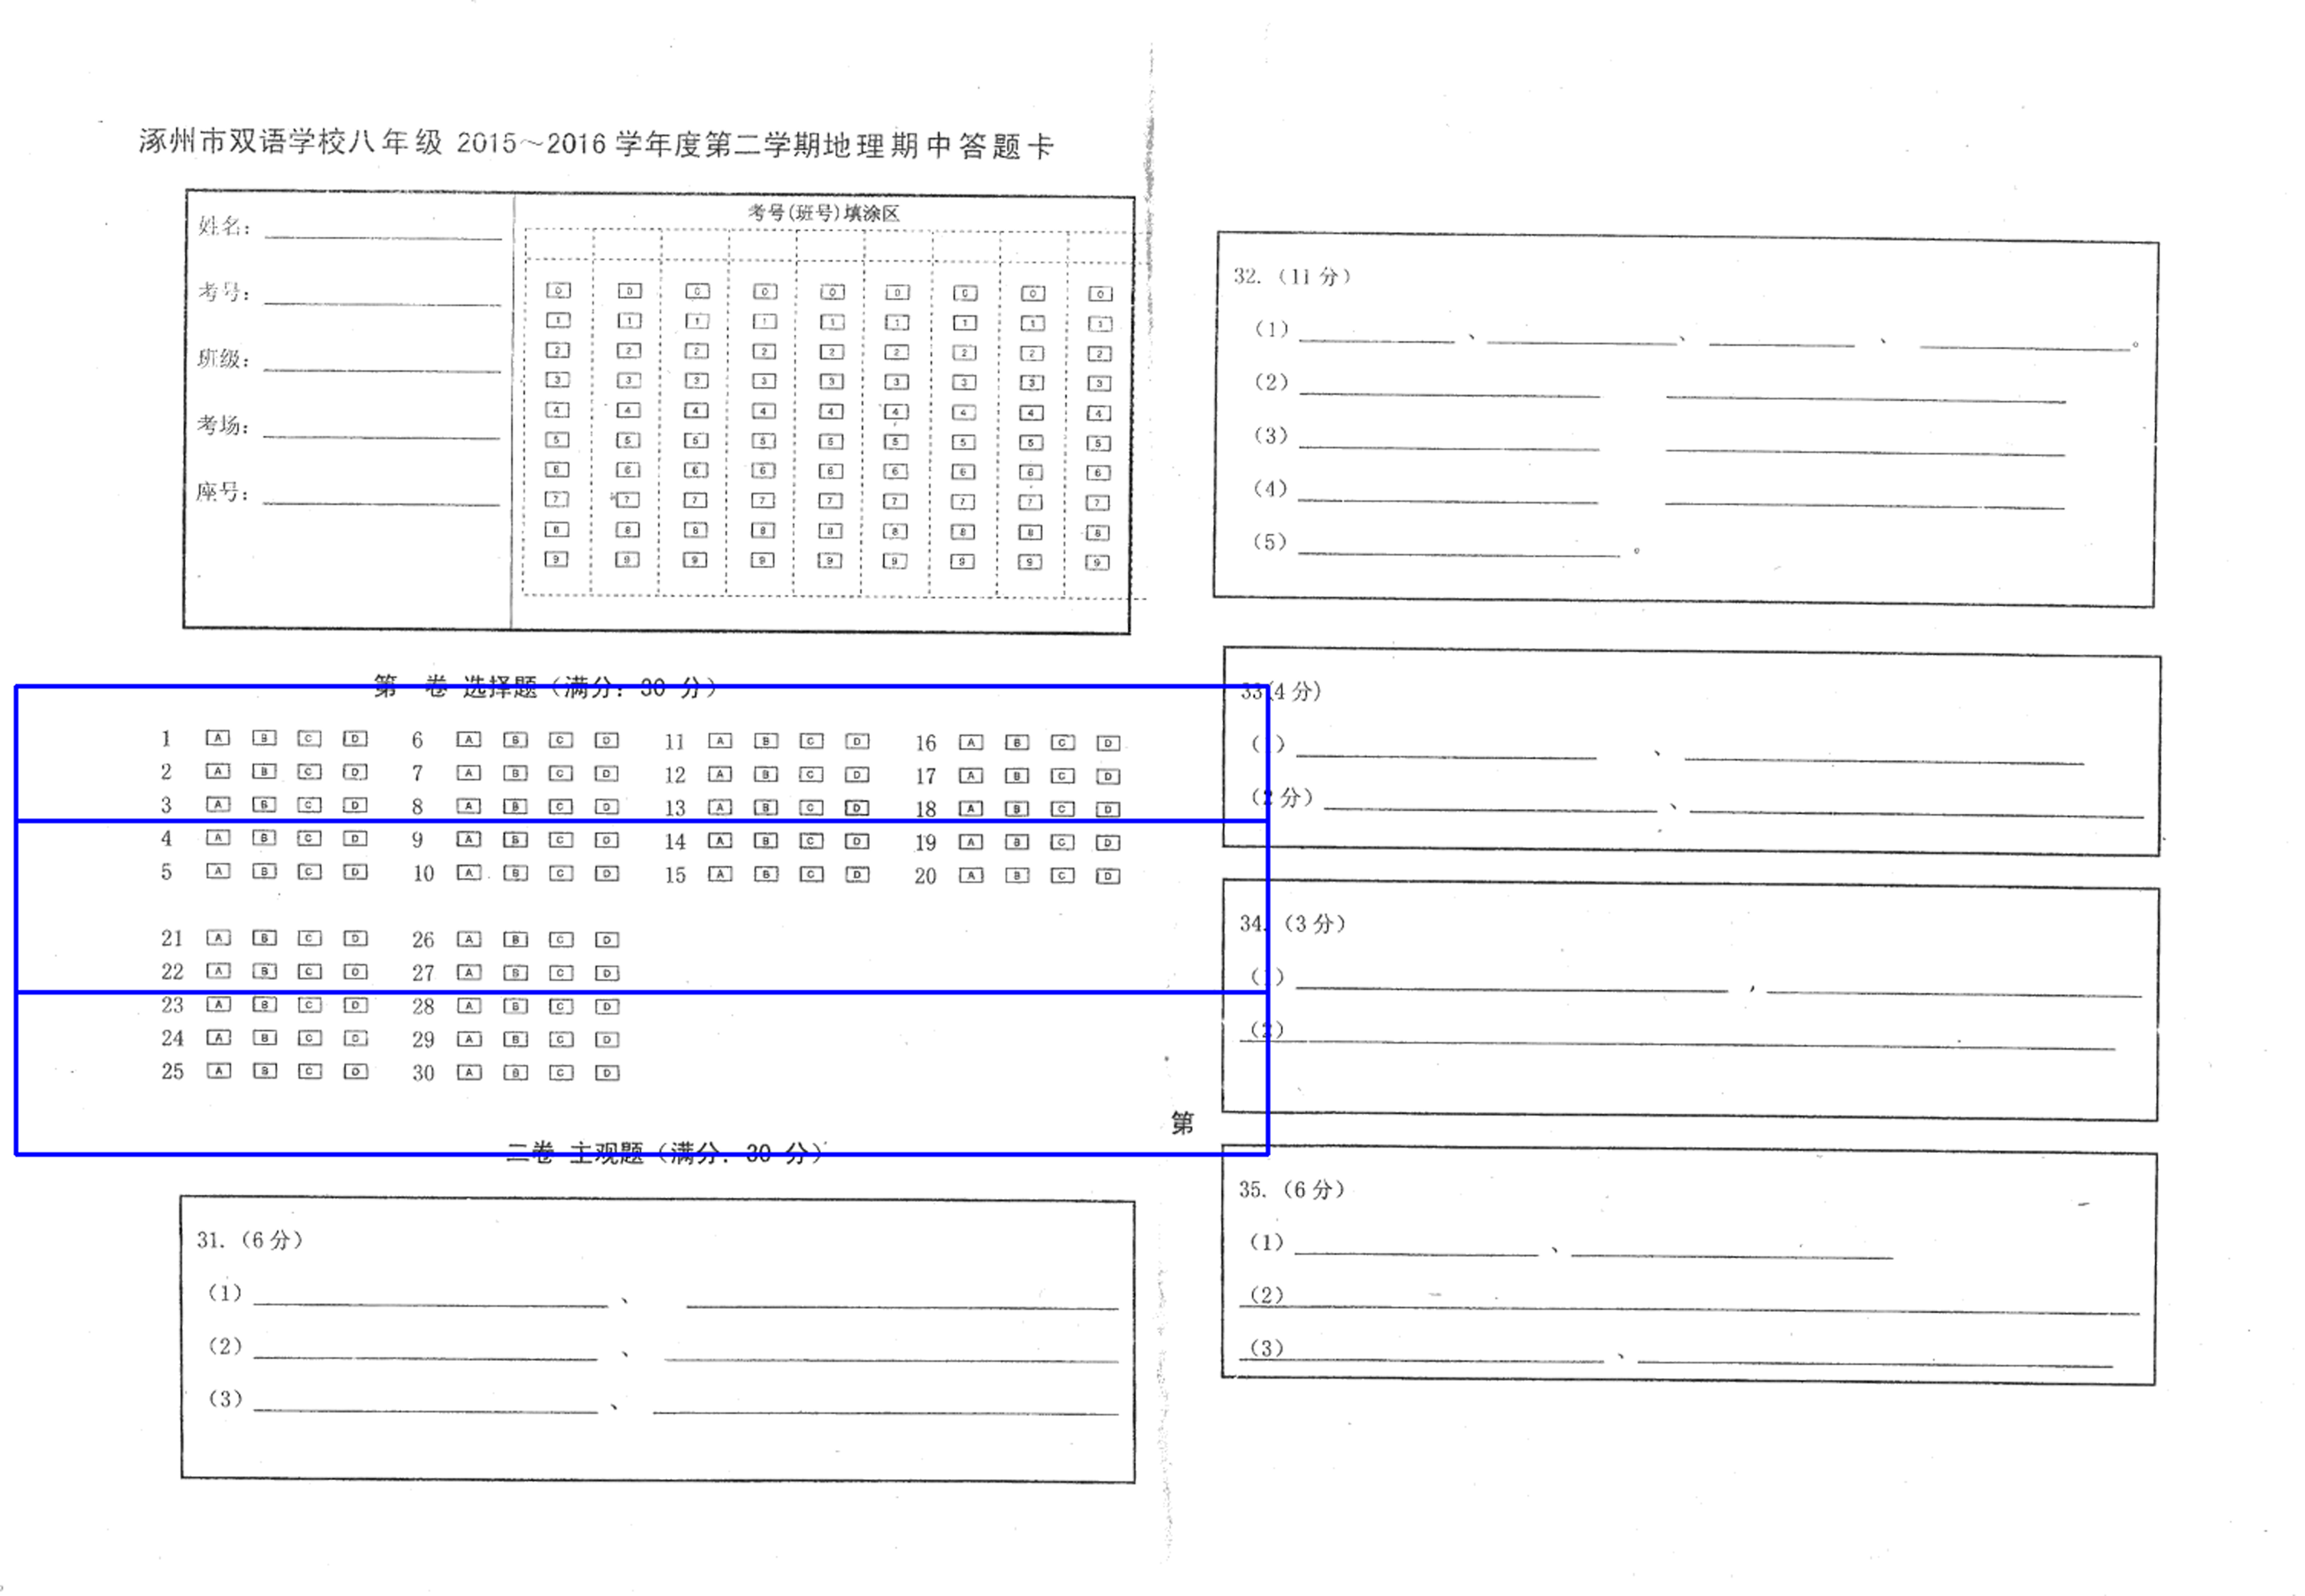 涿州市双语学校八年级 2015～2016 学年度第二学期地理期中答题卡
姓名：
考号：
班级：
考场：
座号：
考号(班号)填涂区
0 0 0 0 0 0 0 0 0
1 1 1 1 1 1 1 1 1
2 2 2 2 2 2 2 2 2
3 3 3 3 3 3 3 3 3
4 4 4 4 4 4 4 4 4
5 5 5 5 5 5 5 5 5
6 6 6 6 6 6 6 6 6
7 7 7 7 7 7 7 7 7
8 8 8 8 8 8 8 8 8
9 9 9 9 9 9 9 9 9
第 卷 选择题（满分：30 分）
1 A B C D 6 A B C D 11 A B C D 16 A B C D
2 A B C D 7 A B C D 12 A B C D 17 A B C D
3 A B C D 8 A B C D 13 A B C D 18 A B C D
4 A B C D 9 A B C D 14 A B C D 19 A B C D
5 A B C D 10 A B C D 15 A B C D 20 A B C D
21 A B C D 26 A B C D
22 A B C D 27 A B C D
23 A B C D 28 A B C D
24 A B C D 29 A B C D
25 A B C D 30 A B C D
第
二卷 主观题（满分：30 分）
31.（6 分）
（1）、
（2）、
（3）、
32.（11 分）
（1）、、、。
（2）
（3）
（4）
（5）。
33(4 分)
（1）、
（2 分）、
34.（3 分）
（1），
（2）
35.（6 分）
（1）、
（2）
（3）、